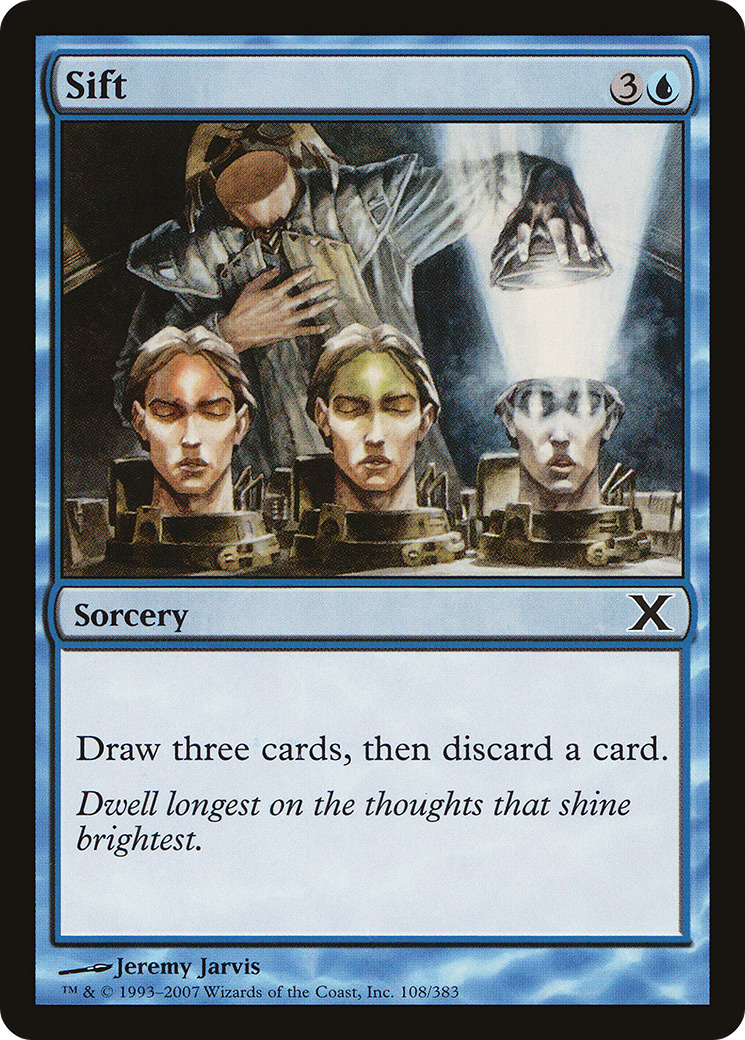 Sift
3
Sorcery
X
Draw three cards, then discard a card.
Dwell longest on the thoughts that shine
brightest.
Jeremy Jarvis
™ & © 1993–2007 Wizards of the Coast, Inc. 108/383